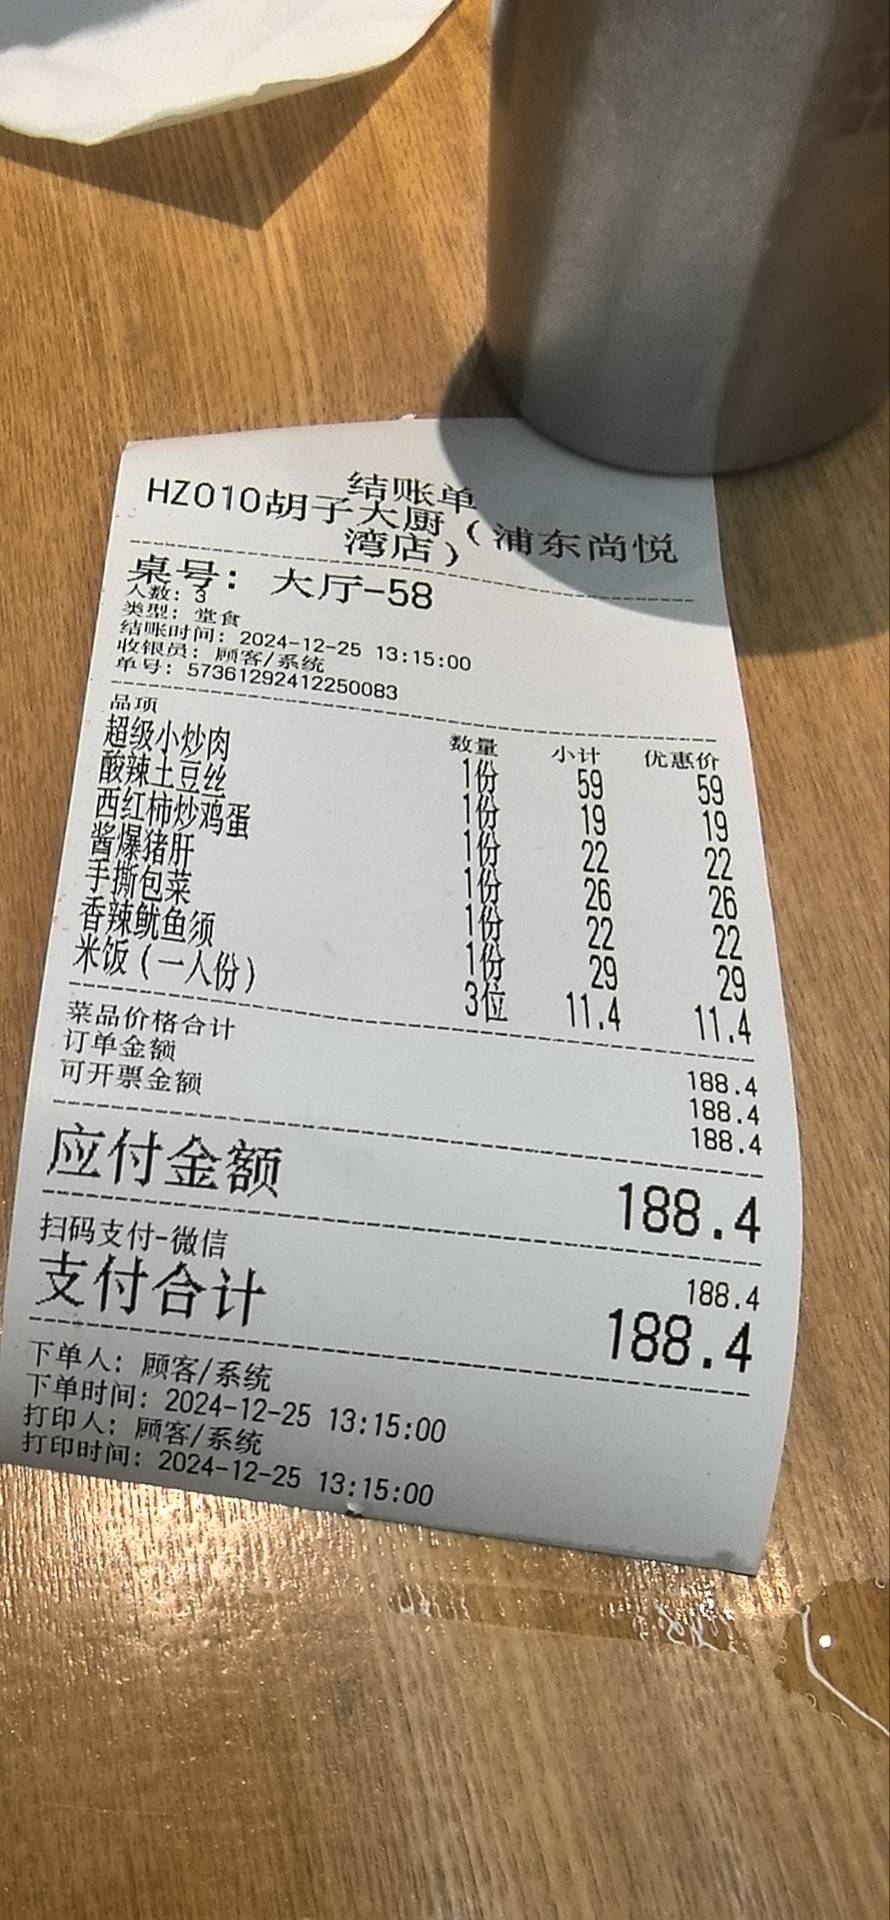 结账单
HZ010胡子大厨（浦东尚悦
湾店）
桌号：大厅-58
人数：3
类型：堂食
结账时间：2024-12-25 13:15:00
收银员：顾客/系统
单号：57361292412250083
品项 数量 小计 优惠价
超级小炒肉 1份 59 59
酸辣土豆丝 1份 19 19
西红柿炒鸡蛋 1份 22 22
酱爆猪肝 1份 26 26
手撕包菜 1份 22 22
香辣鱿鱼须 1份 29 29
米饭（一人份） 3位 11.4 11.4
菜品价格合计 188.4
订单金额 188.4
可开票金额 188.4
应付金额 188.4
扫码支付-微信 188.4
支付合计 188.4
下单人：顾客/系统
下单时间：2024-12-25 13:15:00
打印人：顾客/系统
打印时间：2024-12-25 13:15:00